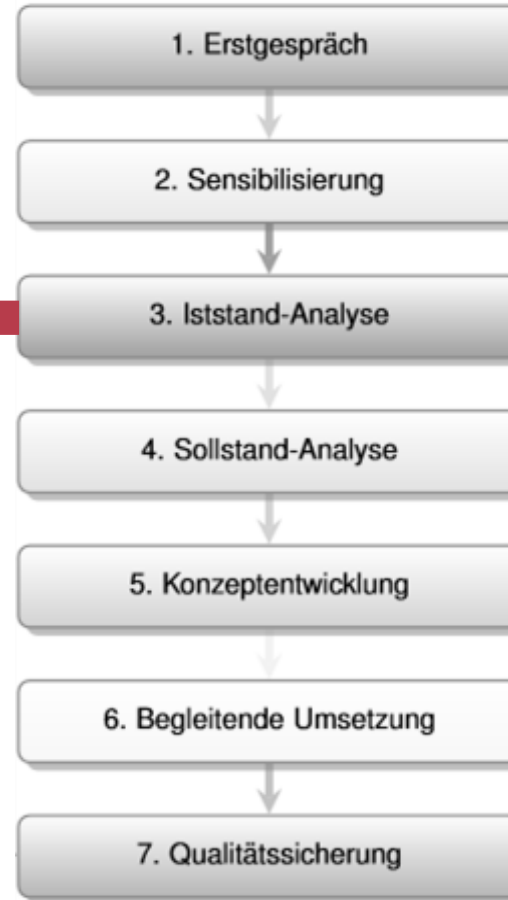 1. Erstgespräch
2. Sensibilisierung
3. Iststand-Analyse
4. Sollstand-Analyse
5. Konzeptentwicklung
6. Begleitende Umsetzung
7. Qualitätssicherung